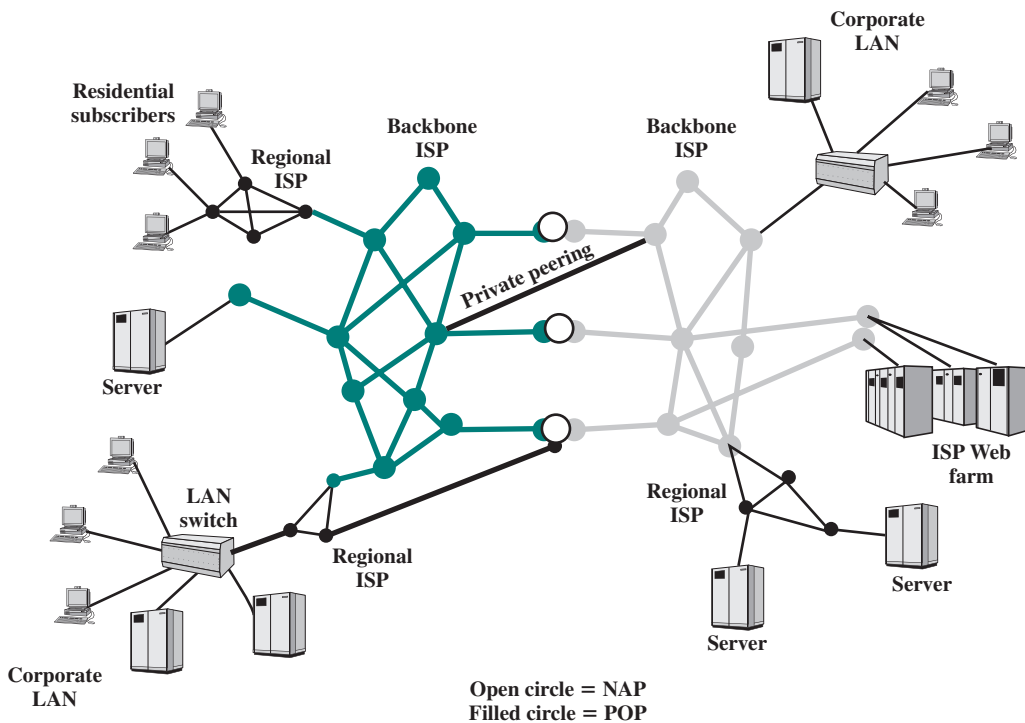 Corporate
LAN
Residential
subscribers
Backbone
ISP
Backbone
ISP
Regional
ISP
Private peering
Server
ISP Web
farm
LAN
switch
Regional
ISP
Regional
ISP
Server
Server
Corporate
LAN
Open circle = NAP
Filled circle = POP